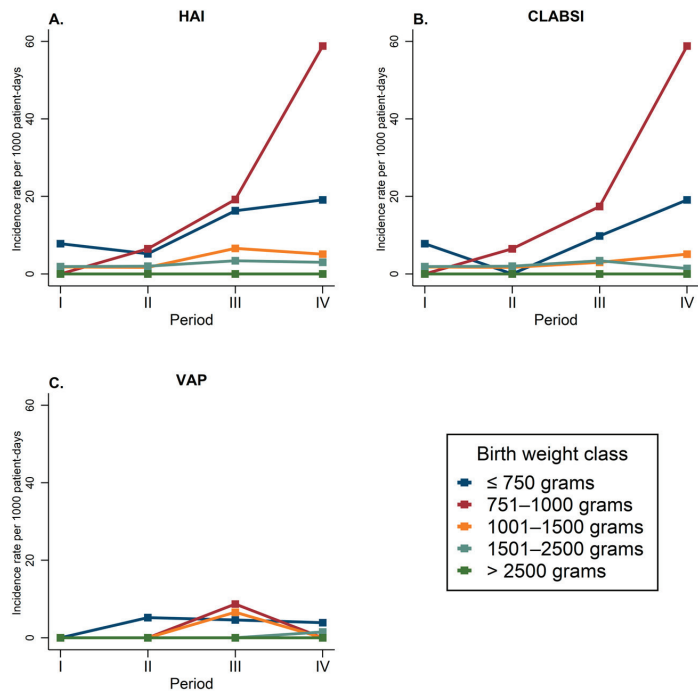 A.
HAI
Incidence rate per 1000 patient-days
60
40
20
0
I II III IV
Period
B.
CLABSI
Incidence rate per 1000 patient-days
60
40
20
0
I II III IV
Period
C.
VAP
Incidence rate per 1000 patient-days
60
40
20
0
I II III IV
Period
Birth weight class
≤ 750 grams
751–1000 grams
1001–1500 grams
1501–2500 grams
> 2500 grams